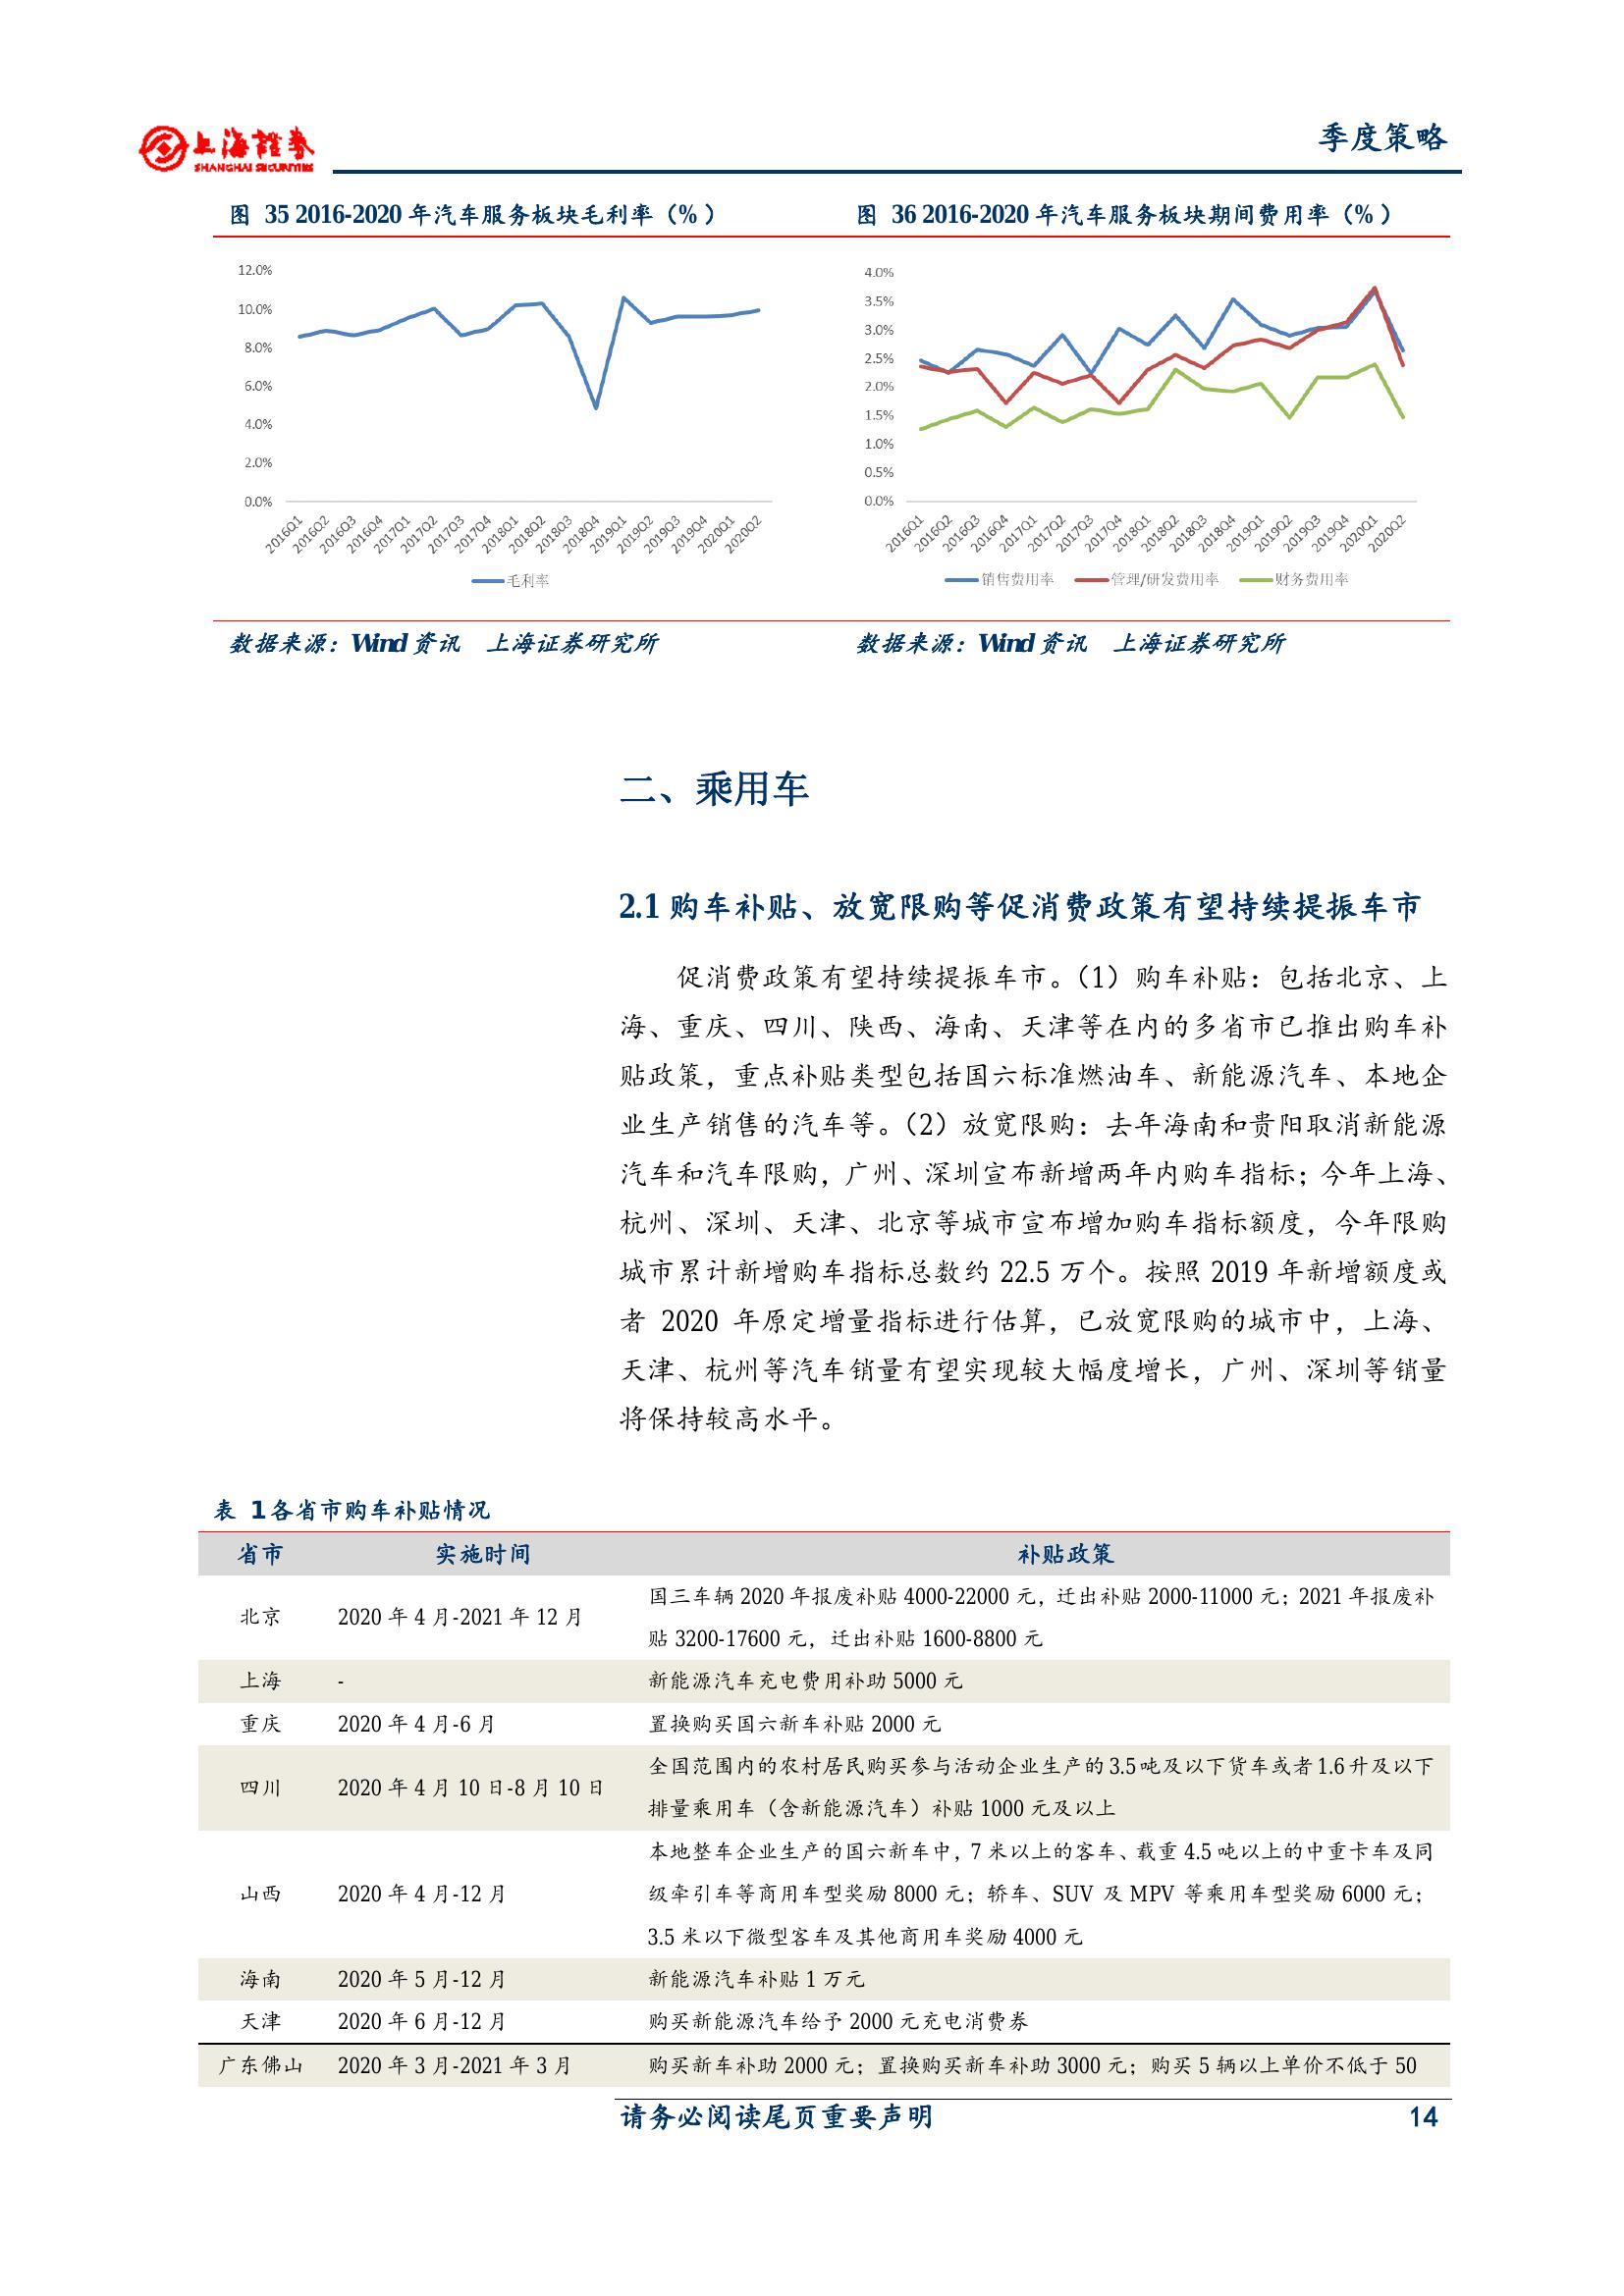 上海證券
SHANGHAI SECURITIES
季度策略
图 35 2016-2020 年汽车服务板块毛利率（%）
12.0%
10.0%
8.0%
6.0%
4.0%
2.0%
0.0%
2016Q1
2016Q2
2016Q3
2016Q4
2017Q1
2017Q2
2017Q3
2017Q4
2018Q1
2018Q2
2018Q3
2018Q4
2019Q1
2019Q2
2019Q3
2019Q4
2020Q1
2020Q2
毛利率
数据来源：Wind 资讯 上海证券研究所
图 36 2016-2020 年汽车服务板块期间费用率（%）
4.0%
3.5%
3.0%
2.5%
2.0%
1.5%
1.0%
0.5%
0.0%
2016Q1
2016Q2
2016Q3
2016Q4
2017Q1
2017Q2
2017Q3
2017Q4
2018Q1
2018Q2
2018Q3
2018Q4
2019Q1
2019Q2
2019Q3
2019Q4
2020Q1
2020Q2
销售费用率 管理/研发费用率 财务费用率
数据来源：Wind 资讯 上海证券研究所
二、乘用车
2.1 购车补贴、放宽限购等促消费政策有望持续提振车市
促消费政策有望持续提振车市。（1）购车补贴：包括北京、上
海、重庆、四川、陕西、海南、天津等在内的多省市已推出购车补
贴政策，重点补贴类型包括国六标准燃油车、新能源汽车、本地企
业生产销售的汽车等。（2）放宽限购：去年海南和贵阳取消新能源
汽车和汽车限购，广州、深圳宣布新增两年内购车指标；今年上海、
杭州、深圳、天津、北京等城市宣布增加购车指标额度，今年限购
城市累计新增购车指标总数约 22.5 万个。按照 2019 年新增额度或
者 2020 年原定增量指标进行估算，已放宽限购的城市中，上海、
天津、杭州等汽车销量有望实现较大幅度增长，广州、深圳等销量
将保持较高水平。
表 1 各省市购车补贴情况
省市 实施时间 补贴政策
北京 2020 年 4 月-2021 年 12 月 国三车辆 2020 年报废补贴 4000-22000 元，迁出补贴 2000-11000 元；2021 年报废补
贴 3200-17600 元，迁出补贴 1600-8800 元
上海 - 新能源汽车充电费用补助 5000 元
重庆 2020 年 4 月-6 月 置换购买国六新车补贴 2000 元
四川 2020 年 4 月 10 日-8 月 10 日 全国范围内的农村居民购买参与活动企业生产的 3.5 吨及以下货车或者 1.6 升及以下
排量乘用车（含新能源汽车）补贴 1000 元及以上
山西 2020 年 4 月-12 月 本地整车企业生产的国六新车中，7 米以上的客车、载重 4.5 吨以上的中重卡车及同
级牵引车等商用车型奖励 8000 元；轿车、SUV 及 MPV 等乘用车型奖励 6000 元；
3.5 米以下微型客车及其他商用车奖励 4000 元
海南 2020 年 5 月-12 月 新能源汽车补贴 1 万元
天津 2020 年 6 月-12 月 购买新能源汽车给予 2000 元充电消费券
广东佛山 2020 年 3 月-2021 年 3 月 购买新车补助 2000 元；置换购买新车补助 3000 元；购买 5 辆以上单价不低于 50
请务必阅读尾页重要声明 14